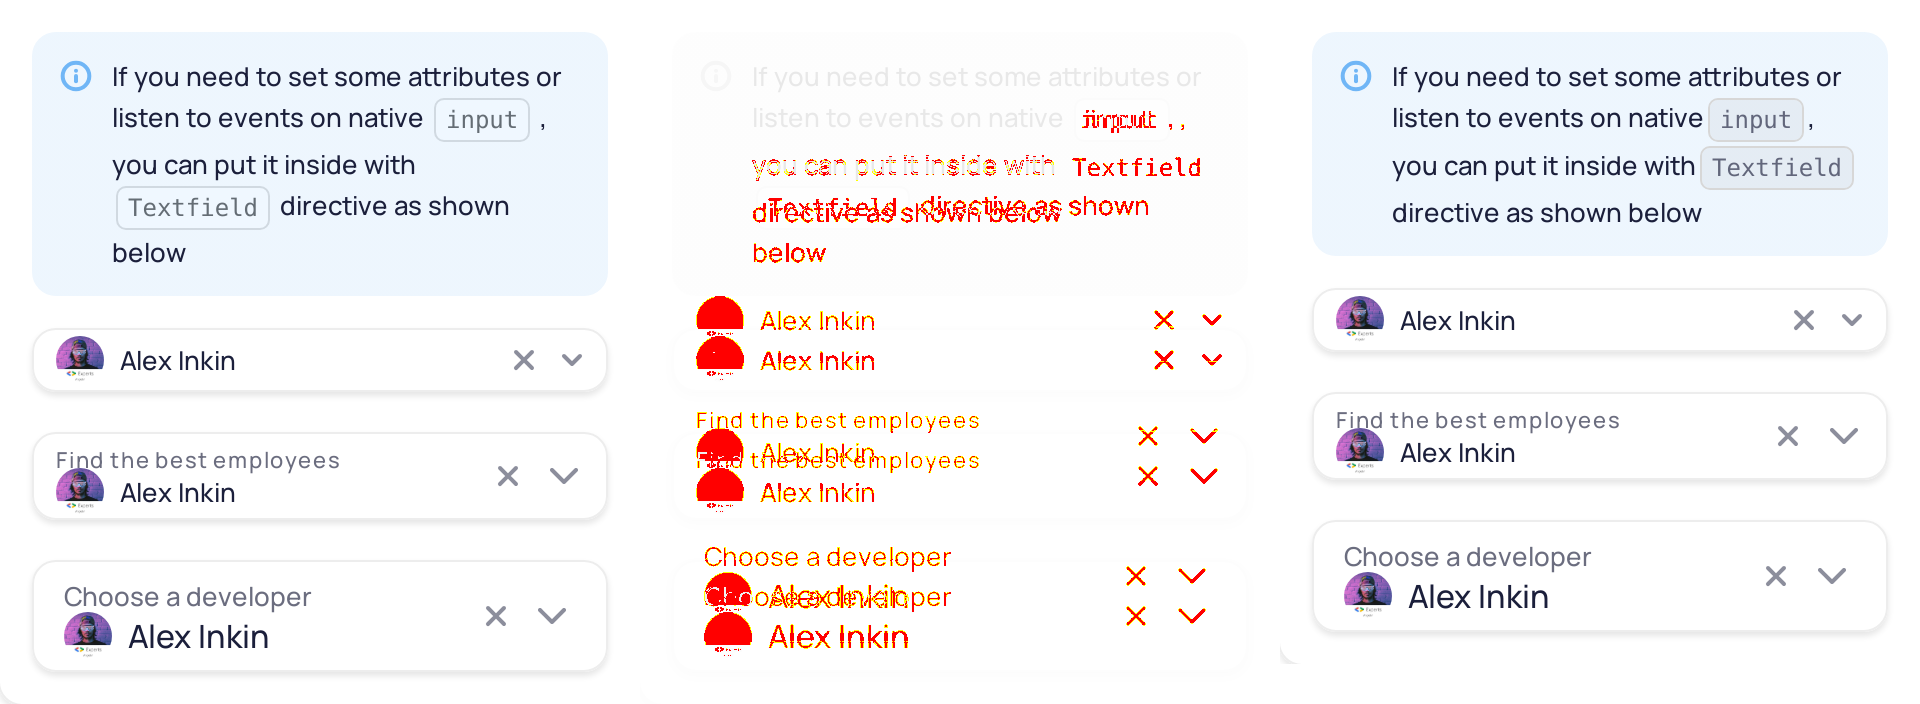 If you need to set some attributes or
listen to events on native input ,
you can put it inside with
Textfield directive as shown
below
Alex Inkin
Find the best employees
Alex Inkin
Choose a developer
Alex Inkin
If you need to set some attributes or
listen to events on native
you can put it inside with Textfield
directive as shown below
below
Alex Inkin
Alex Inkin
Find the best employees
Alex Inkin
Find the best employees
Alex Inkin
Choose a developer
Alex Inkin
Choose a developer
Alex Inkin
If you need to set some attributes or
listen to events on native input ,
you can put it inside with Textfield
directive as shown below
Alex Inkin
Find the best employees
Alex Inkin
Choose a developer
Alex Inkin